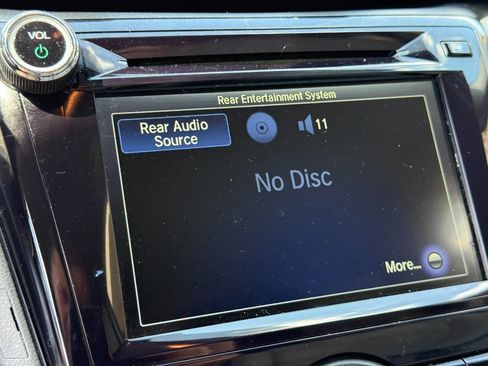 VOL
Rear Entertainment System
Rear Audio
Source
11
No Disc
More...